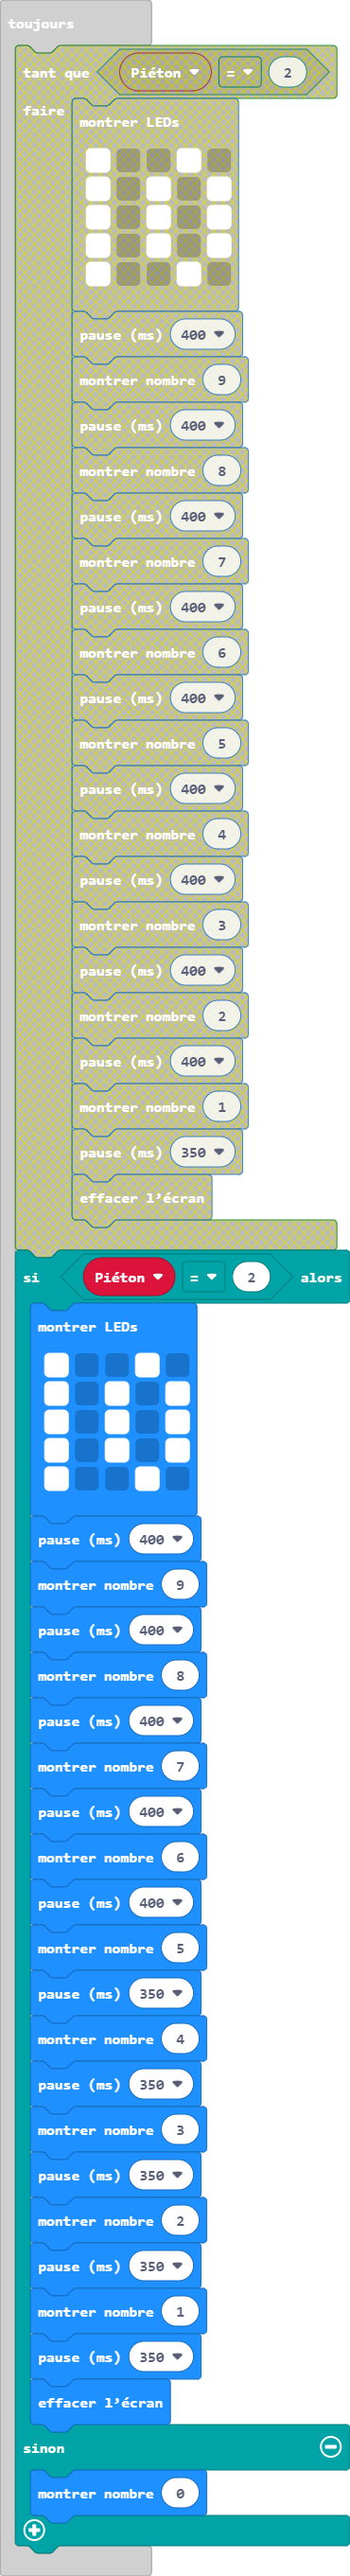 toujours
tant que Piéton = 2
faire
montrer LEDs
pause (ms) 400
montrer nombre 9
pause (ms) 400
montrer nombre 8
pause (ms) 400
montrer nombre 7
pause (ms) 400
montrer nombre 6
pause (ms) 400
montrer nombre 5
pause (ms) 400
montrer nombre 4
pause (ms) 400
montrer nombre 3
pause (ms) 400
montrer nombre 2
pause (ms) 400
montrer nombre 1
pause (ms) 350
effacer l'écran
si Piéton = 2 alors
montrer LEDs
pause (ms) 400
montrer nombre 9
pause (ms) 400
montrer nombre 8
pause (ms) 400
montrer nombre 7
pause (ms) 400
montrer nombre 6
pause (ms) 400
montrer nombre 5
pause (ms) 350
montrer nombre 4
pause (ms) 350
montrer nombre 3
pause (ms) 350
montrer nombre 2
pause (ms) 350
montrer nombre 1
pause (ms) 350
effacer l'écran
sinon
montrer nombre 0